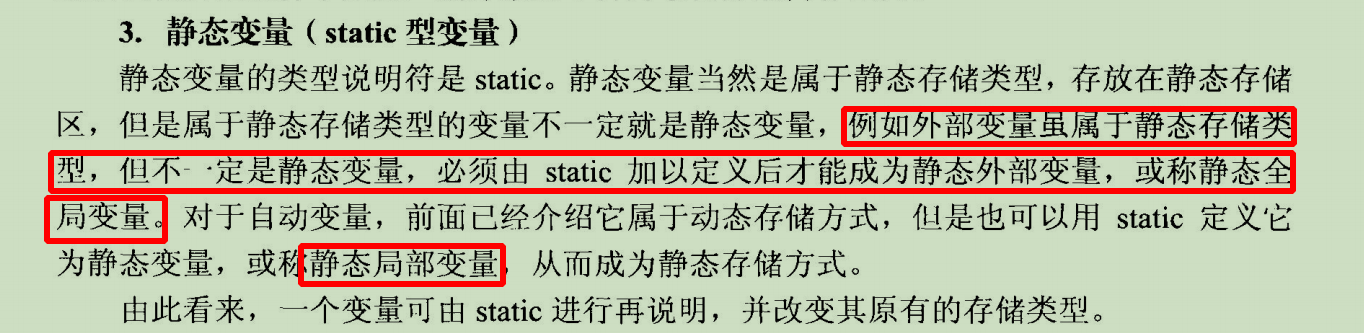 3. 静态变量（static 型变量）
静态变量的类型说明符是 static。静态变量当然是属于静态存储类型，存放在静态存储
区，但是属于静态存储类型的变量不一定就是静态变量，例如外部变量虽属于静态存储类
型，但不一定是静态变量，必须由 static 加以定义后才能成为静态外部变量，或称静态全
局变量。对于自动变量，前面已经介绍它属于动态存储方式，但是也可以用 static 定义它
为静态变量，或称静态局部变量，从而成为静态存储方式。
由此看来，一个变量可由 static 进行再说明，并改变其原有的存储类型。